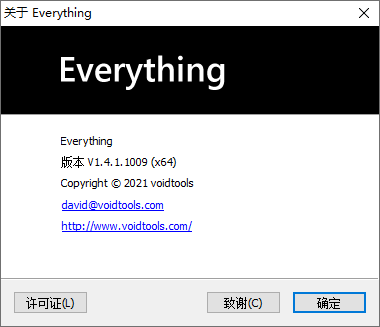 关于 Everything
Everything
Everything
版本 V1.4.1.1009 (x64)
Copyright © 2021 voidtools
david@voidtools.com
http://www.voidtools.com/
许可证(L) 致谢(C) 确定